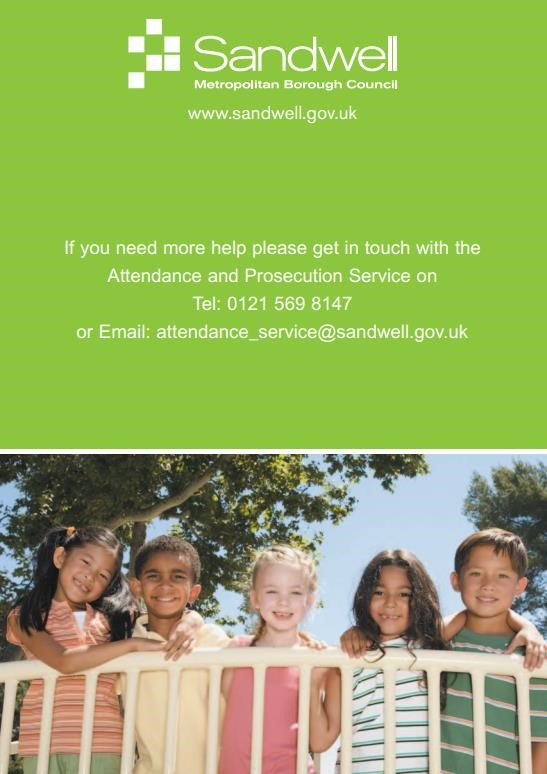 Sandwell
Metropolitan Borough Council
www.sandwell.gov.uk
If you need more help please get in touch with the
Attendance and Prosecution Service on
Tel: 0121 569 8147
or Email: attendance_service@sandwell.gov.uk